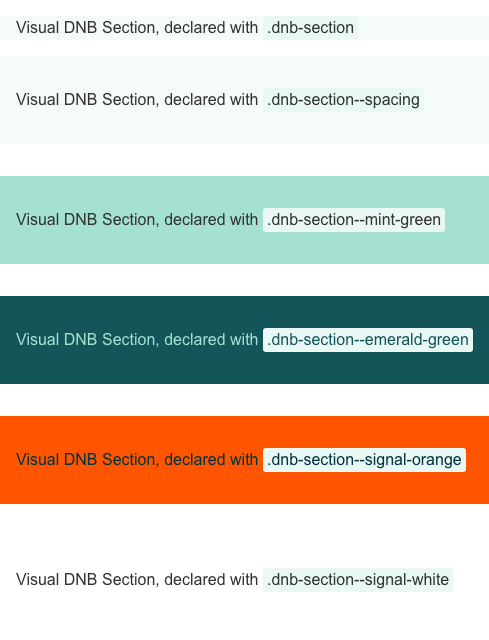 Visual DNB Section, declared with .dnb-section
Visual DNB Section, declared with .dnb-section--spacing
Visual DNB Section, declared with .dnb-section--mint-green
Visual DNB Section, declared with .dnb-section--emerald-green
Visual DNB Section, declared with .dnb-section--signal-orange
Visual DNB Section, declared with .dnb-section--signal-white